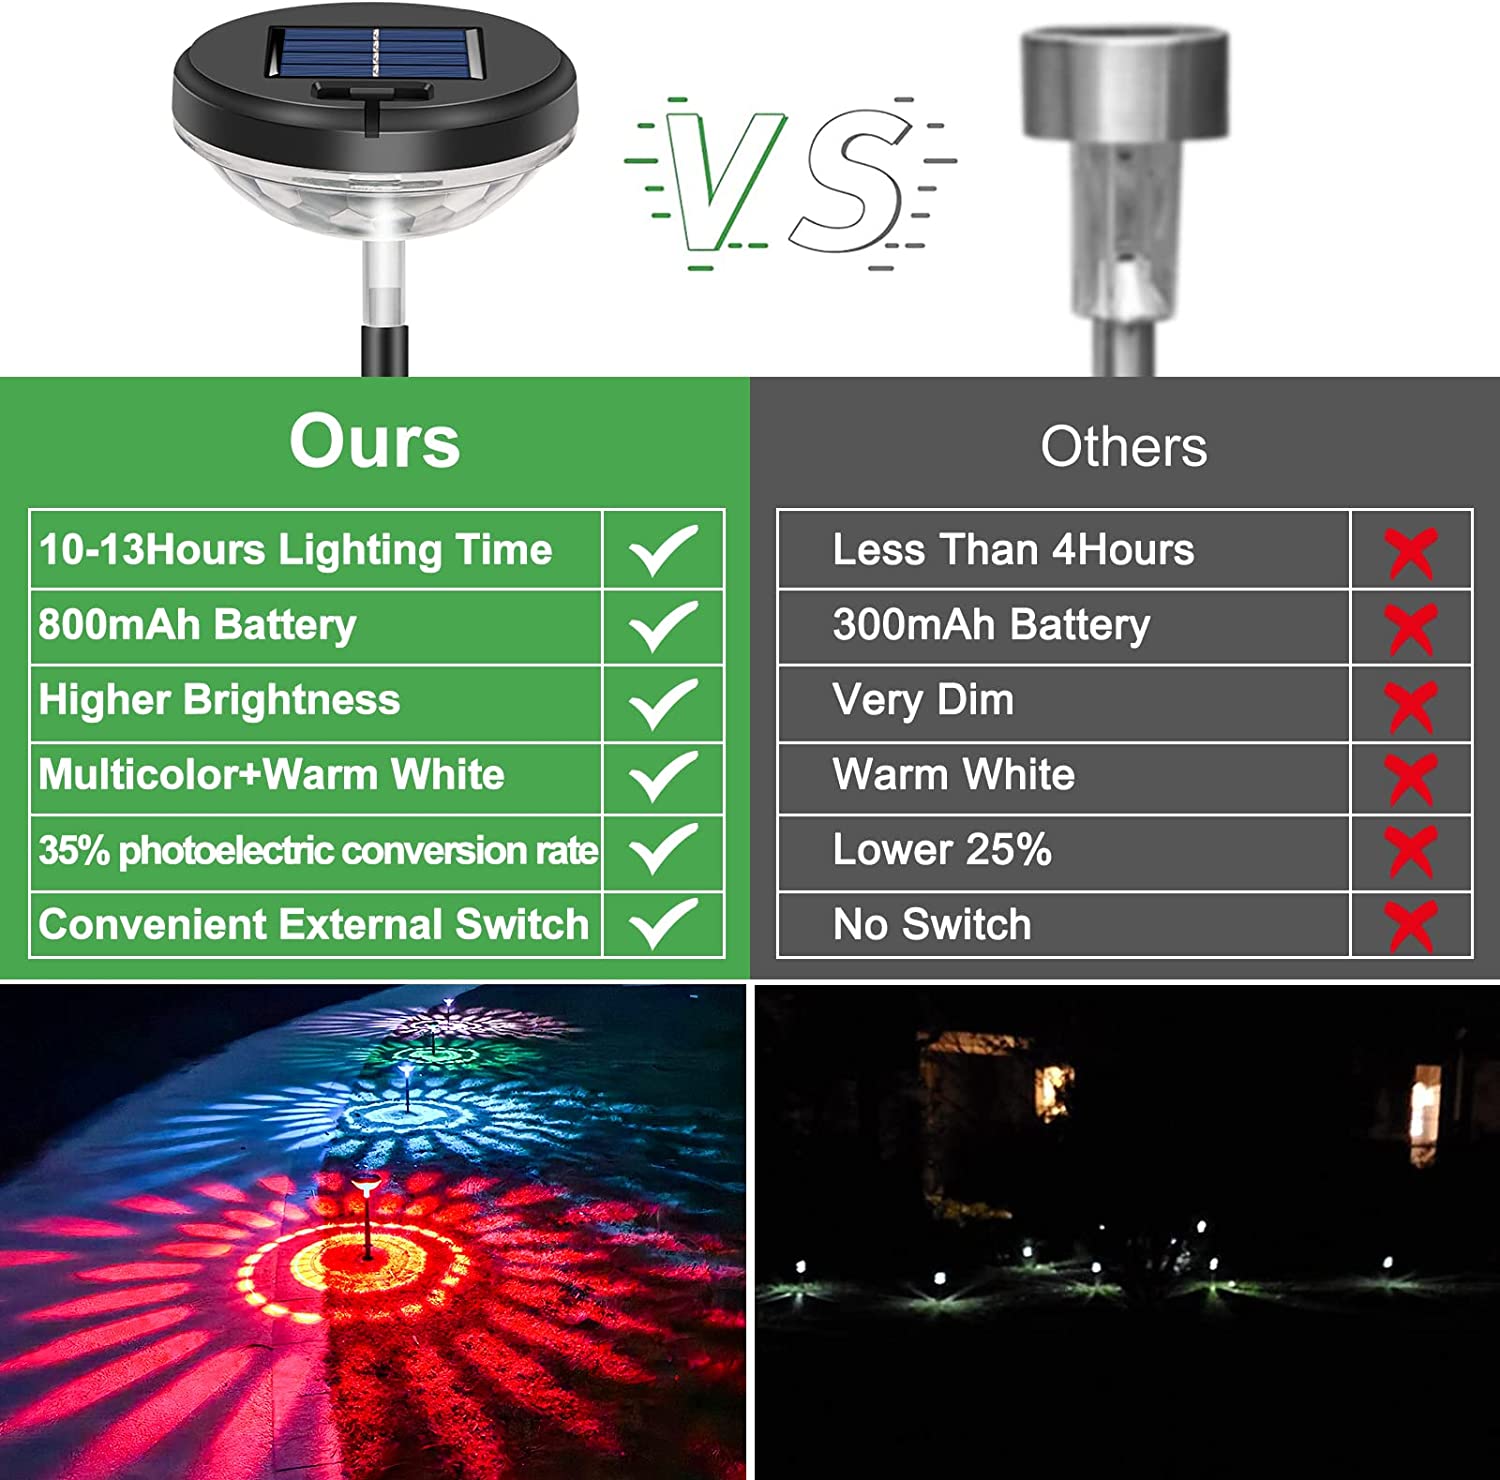 VS
Ours
10-13Hours Lighting Time
800mAh Battery
Higher Brightness
Multicolor+Warm White
35% photoelectric conversion rate
Convenient External Switch
Others
Less Than 4Hours
300mAh Battery
Very Dim
Warm White
Lower 25%
No Switch